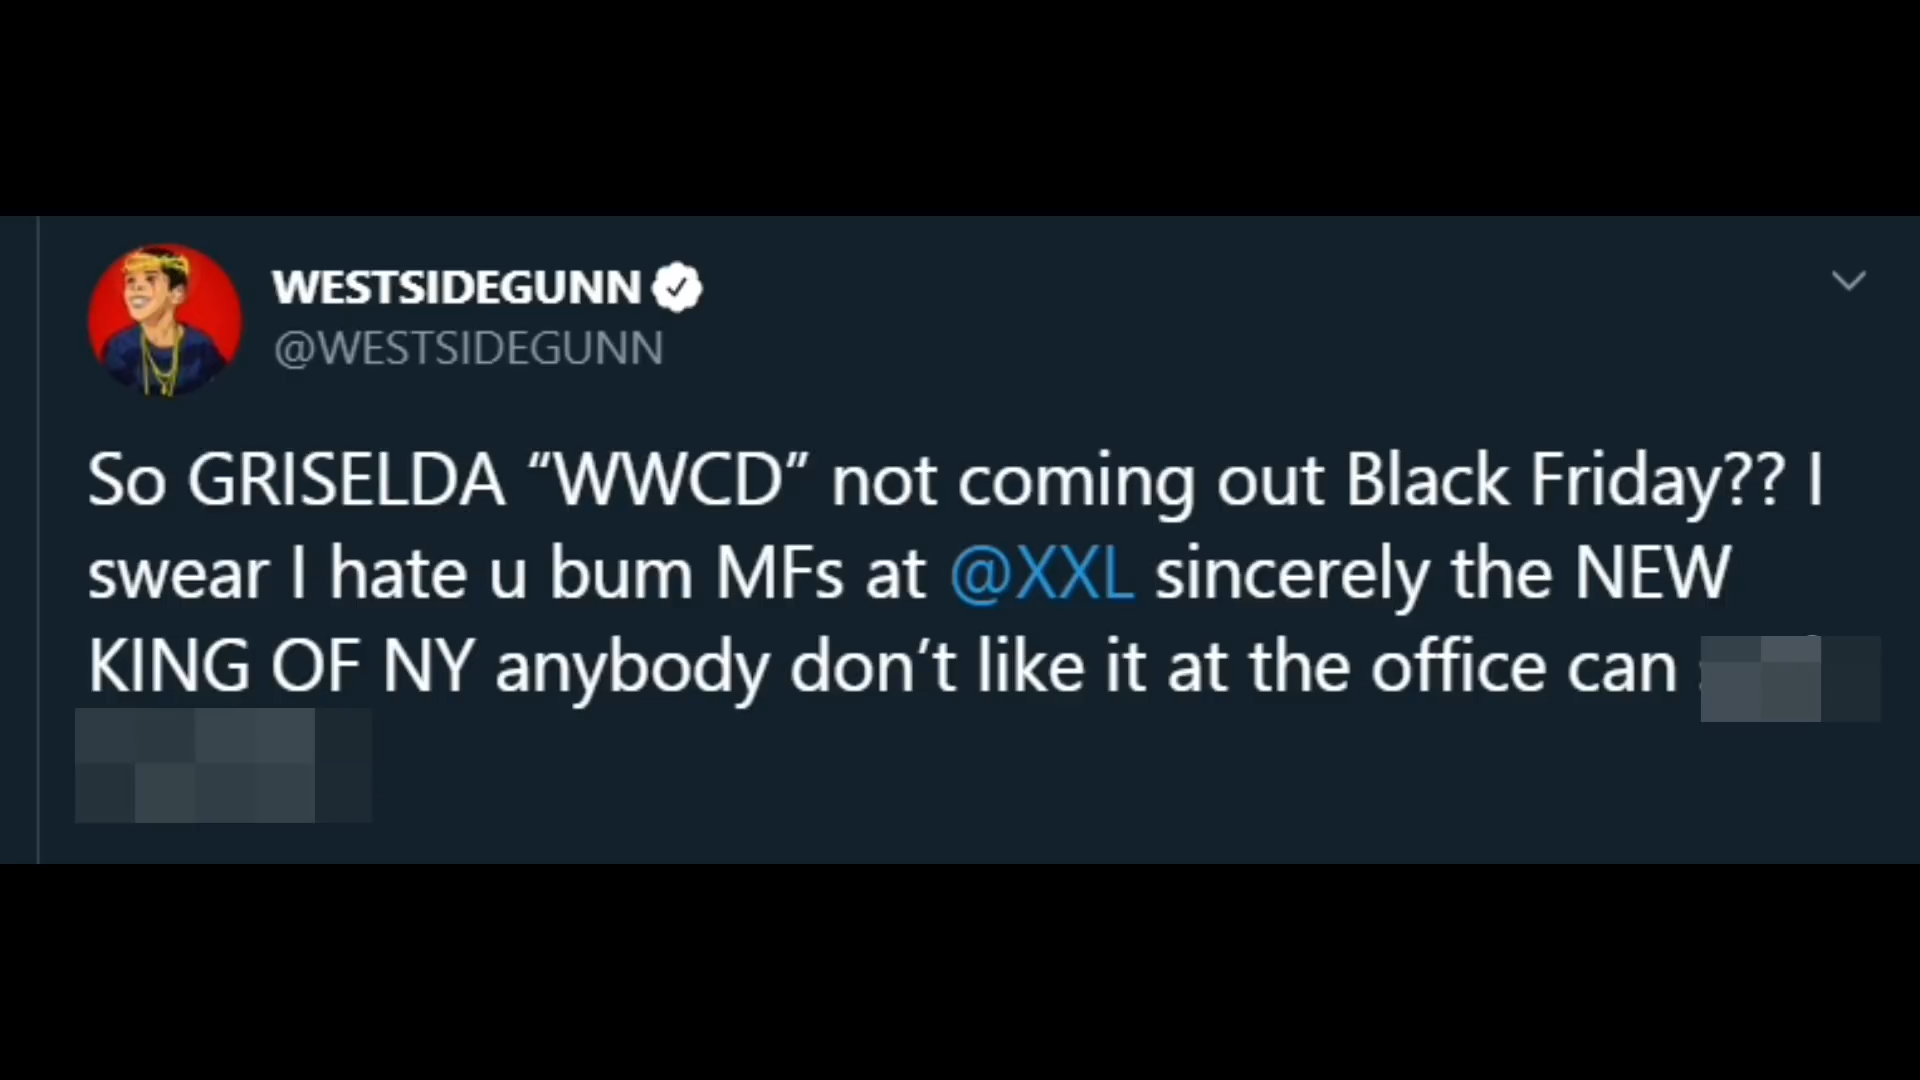 WESTSIDEGUNN
@WESTSIDEGUNN
So GRISELDA “WWCD” not coming out Black Friday?? I
swear I hate u bum MFs at @XXL sincerely the NEW
KING OF NY anybody don’t like it at the office can